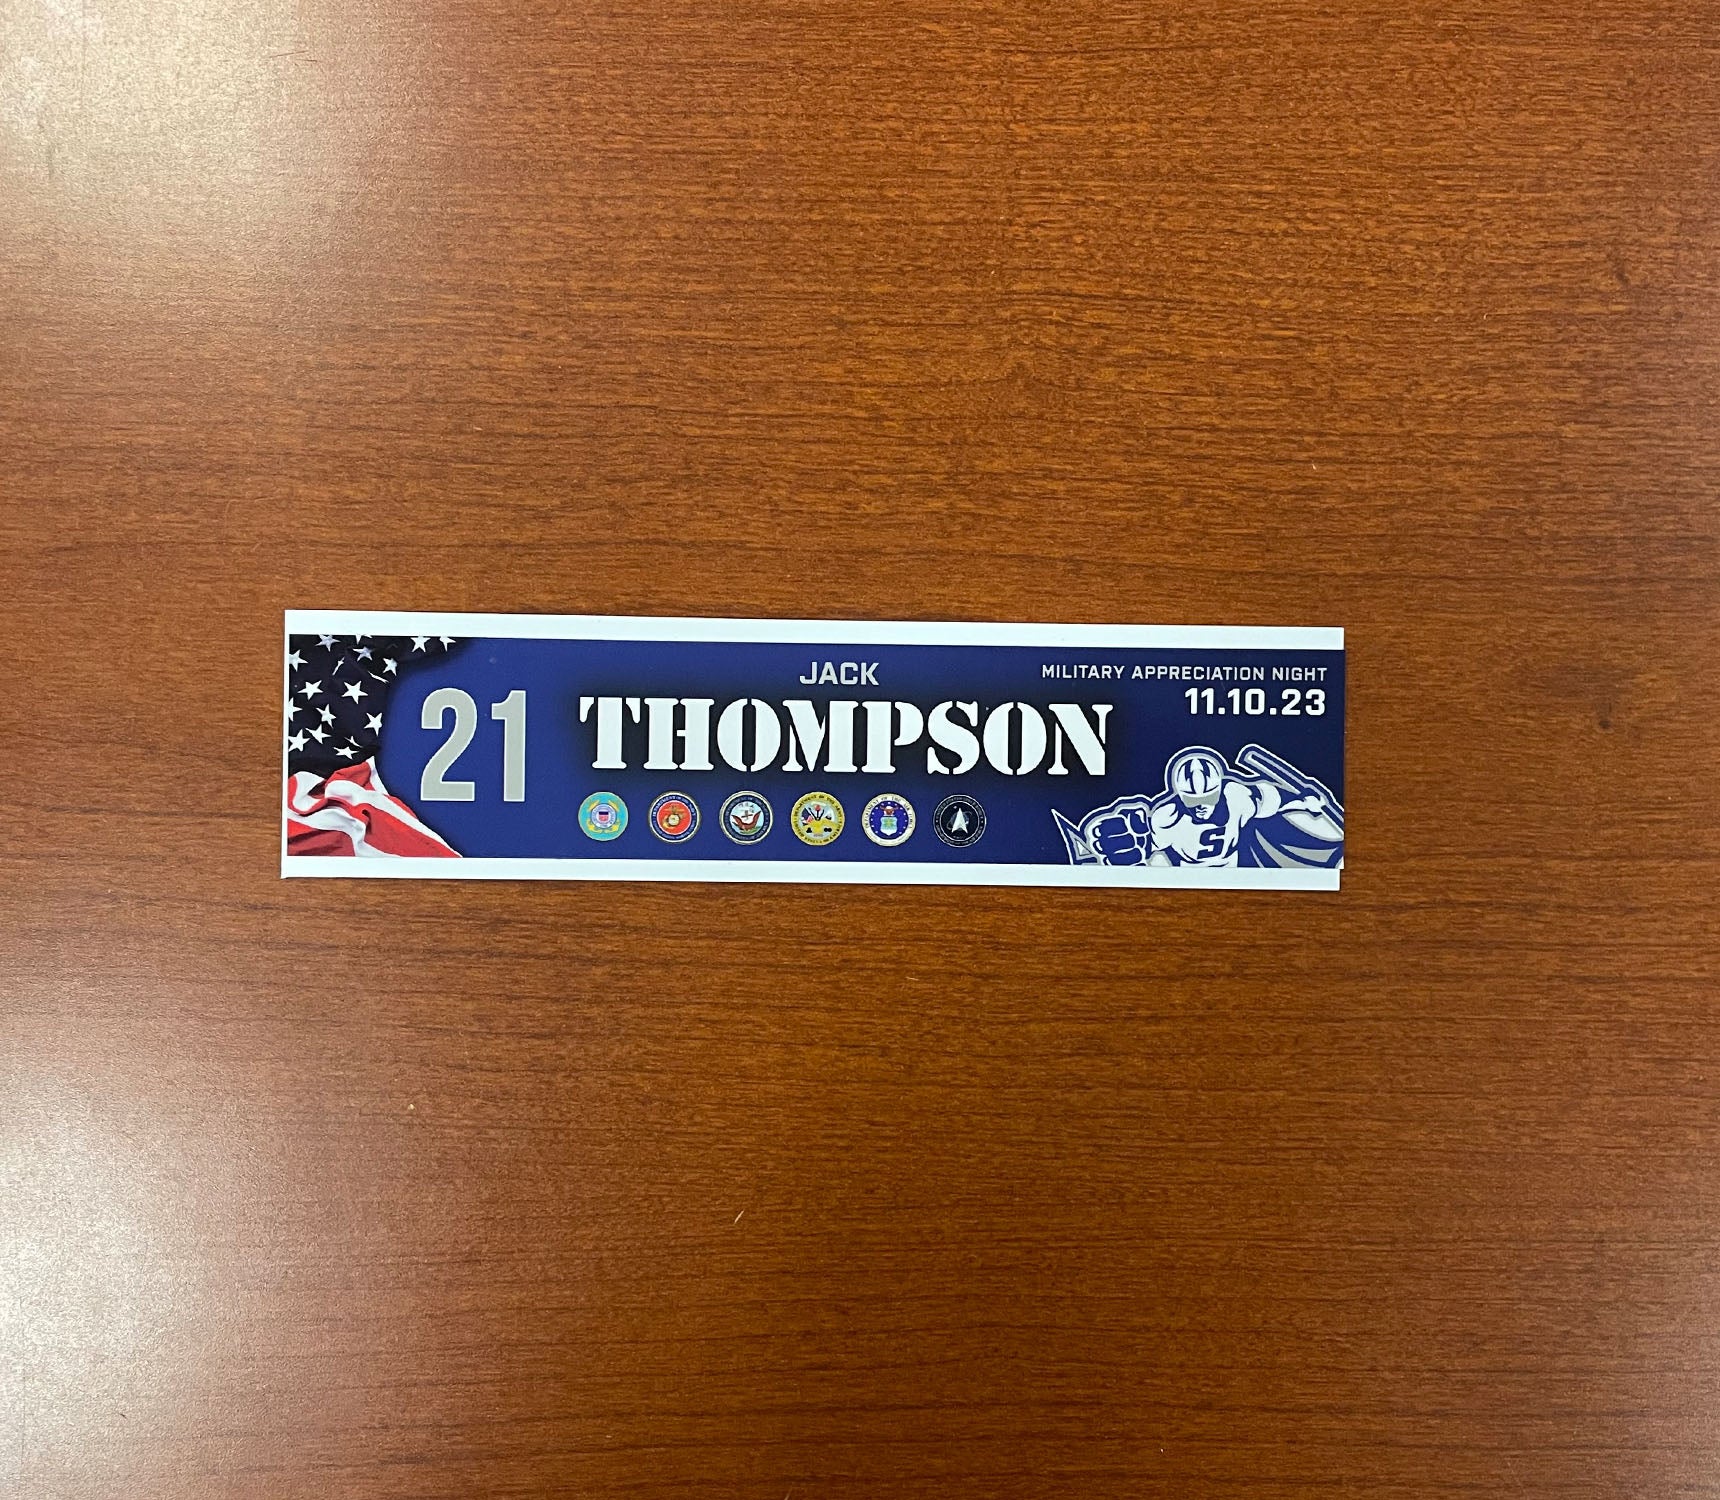 21
JACK
THOMPSON
MILITARY APPRECIATION NIGHT
11.10.23
S